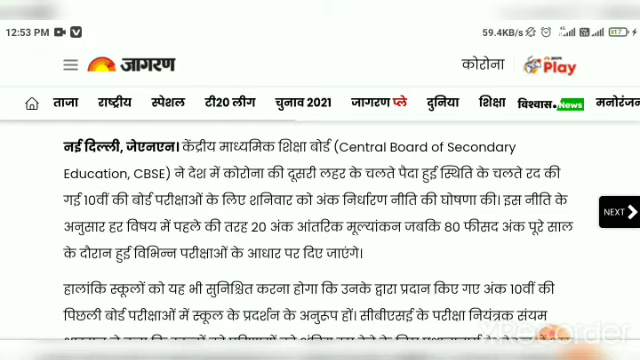 12:53 PM 59.4KB/s 61%
जागरण कोरोना Play
ताजा राष्ट्रीय स्पेशल टी20 लीग चुनाव 2021 जागरण प्ले दुनिया शिक्षा विश्वास News मनोरंजन
नई दिल्ली, जेएनएन। केंद्रीय माध्यमिक शिक्षा बोर्ड (Central Board of Secondary
Education, CBSE) ने देश में कोरोना की दूसरी लहर के चलते पैदा हुई स्थिति के चलते रद की
गई 10वीं की बोर्ड परीक्षाओं के लिए शनिवार को अंक निर्धारण नीति की घोषणा की। इस नीति के
अनुसार हर विषय में पहले की तरह 20 अंक आंतरिक मूल्यांकन जबकि 80 फीसद अंक पूरे साल
के दौरान हुई विभिन्न परीक्षाओं के आधार पर दिए जाएंगे।
NEXT
हालांकि स्कूलों को यह भी सुनिश्चित करना होगा कि उनके द्वारा प्रदान किए गए अंक 10वीं की
पिछली बोर्ड परीक्षाओं में स्कूल के प्रदर्शन के अनुरूप हों। सीबीएसई के परीक्षा नियंत्रक संयम
XRecorder